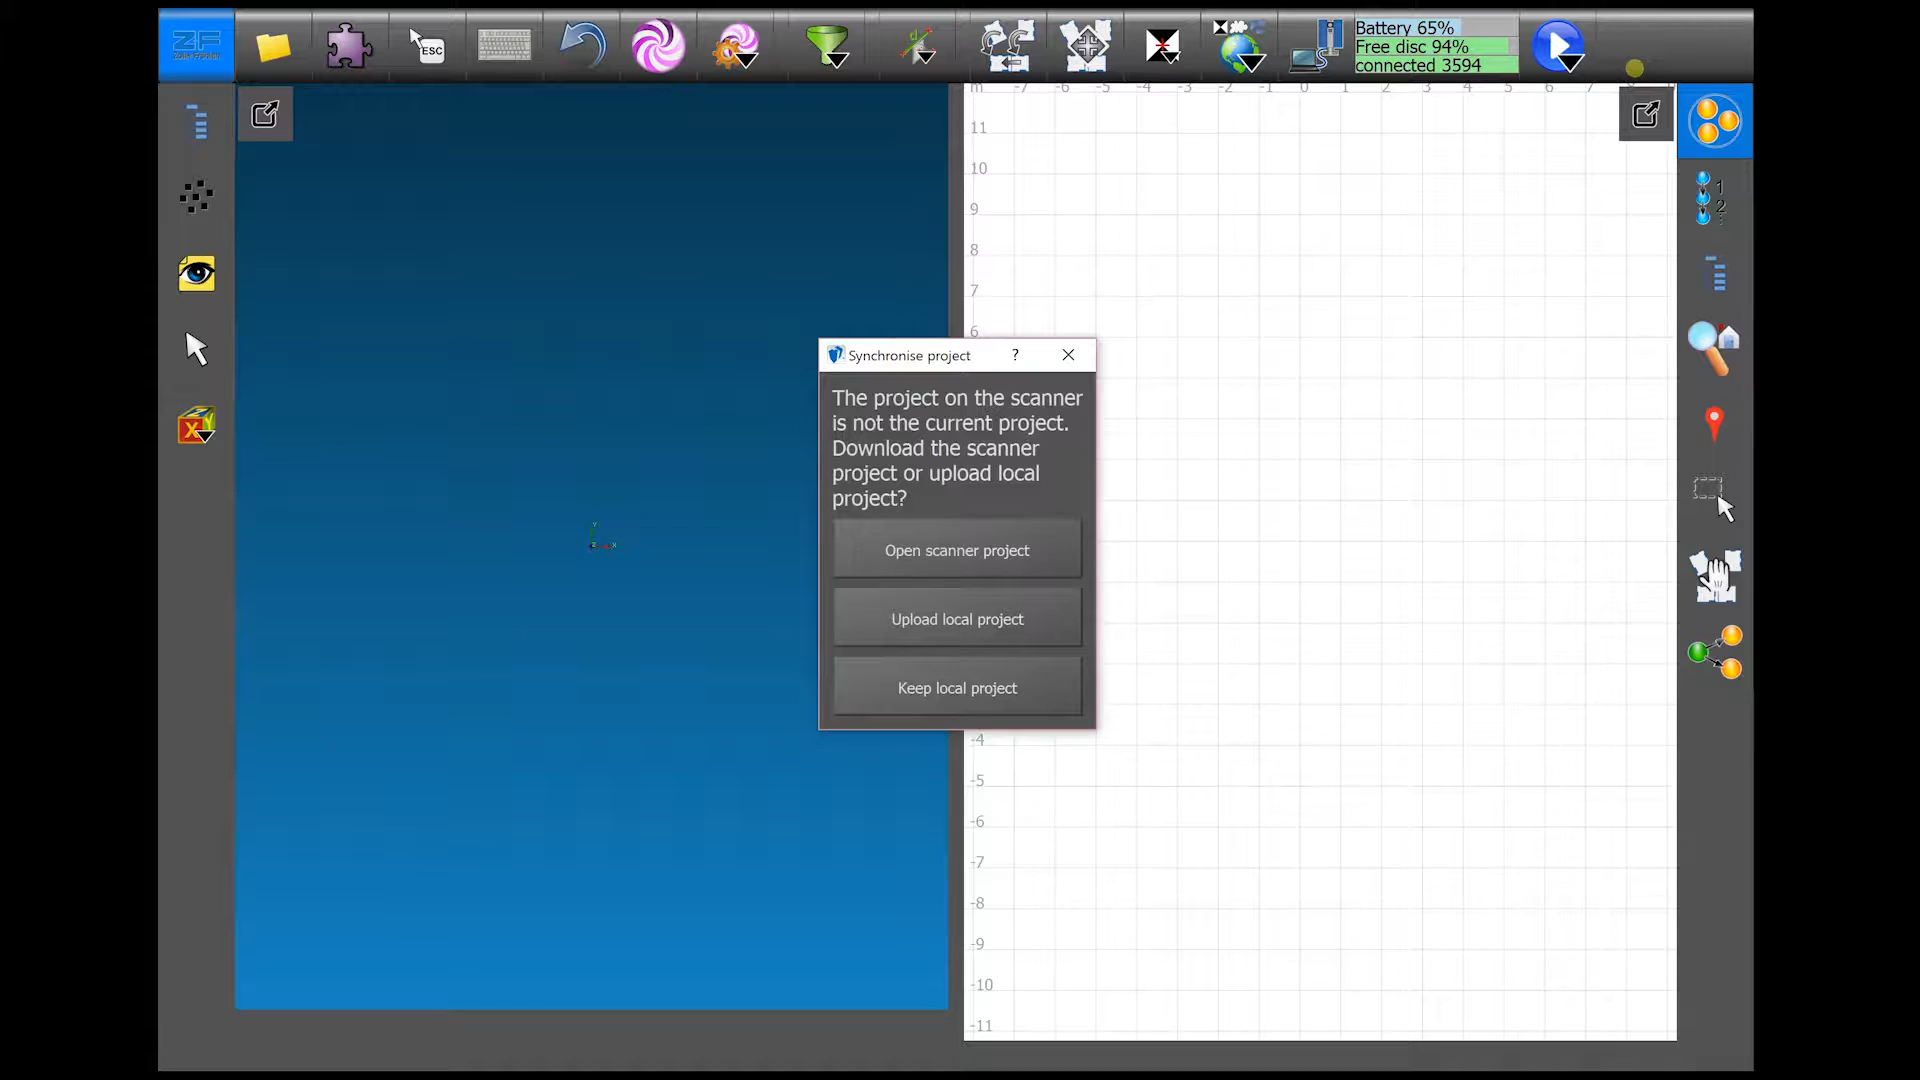 ZF
Zoller+Fröhlich
ESC
Battery 65%
Free disc 94%
connected 3594
m -7 -6 -5 -4 -3 -2 -1 0 1 2 3 4 5 6 7
11
10
9
8
7
6
1
2
Synchronise project ?
The project on the scanner
is not the current project.
Download the scanner
project or upload local
project?
Open scanner project
Upload local project
Keep local project
Y
Z X
X
-4
-5
-6
-7
-8
-9
-10
-11